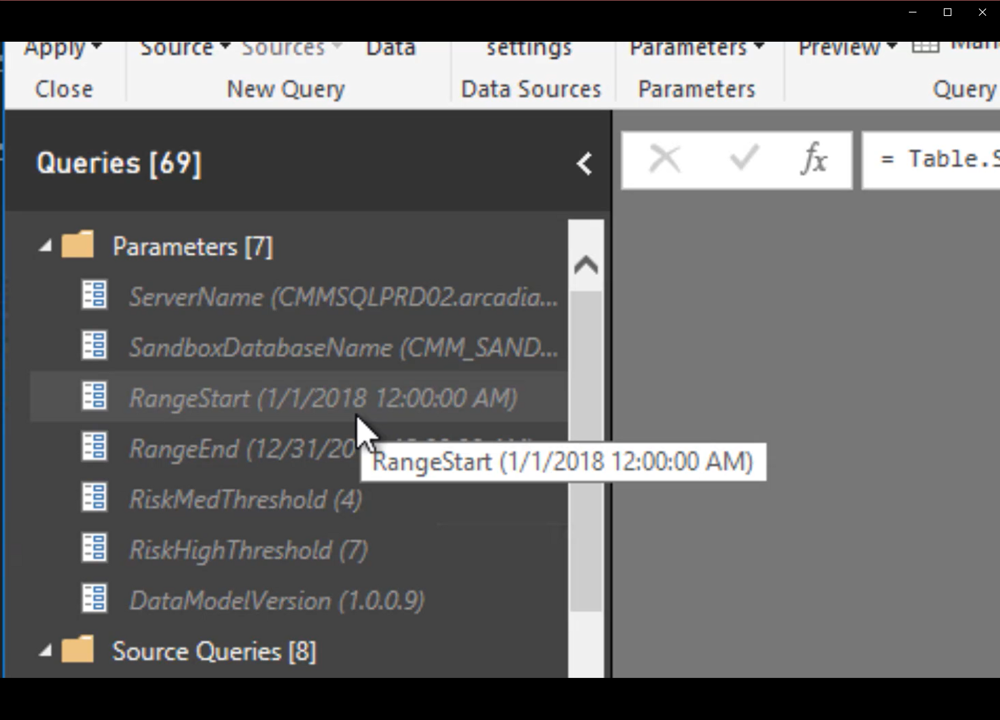 Apply Source Sources Data settings Parameters Preview
Close New Query Data Sources Parameters Query
Queries [69]
fx = Table.S
Parameters [7]
ServerName (CMMSQLPRD02.arcadia...
SandboxDatabaseName (CMM_SAND...
RangeStart (1/1/2018 12:00:00 AM)
RangeEnd (12/31/20
RangeStart (1/1/2018 12:00:00 AM)
RiskMedThreshold (4)
RiskHighThreshold (7)
DataModelVersion (1.0.0.9)
Source Queries [8]